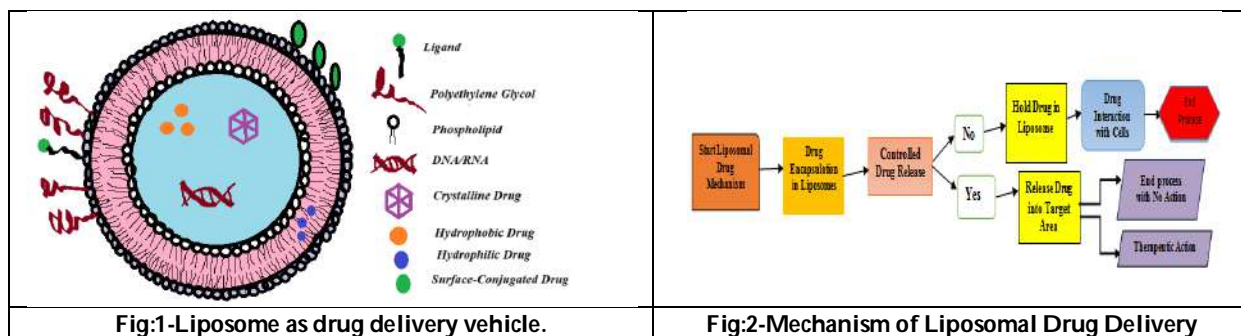 Ligand
Polyethylene Glycol
Phospholipid
DNA/RNA
Crystalline Drug
Hydrophobic Drug
Hydrophilic Drug
Surface-Conjugated Drug
Fig:1-Liposome as drug delivery vehicle.
Start Liposomal
Drug
Mechanism
Drug
Encapsulation
in Liposomes
Controlled
Drug Release
No
Yes
Hold Drug in
Liposome
Drug
Interaction
with Cells
End
Process
Release Drug
into Target
Area
End process
with No Action
Therapeutic Action
Fig:2-Mechanism of Liposomal Drug Delivery